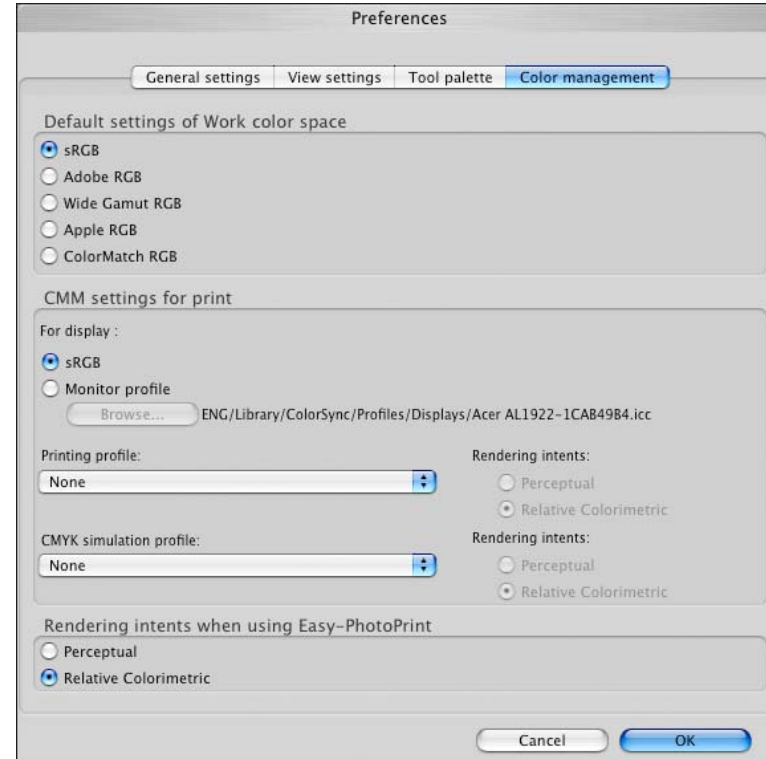 Preferences
General settings View settings Tool palette Color management
Default settings of Work color space
sRGB
Adobe RGB
Wide Gamut RGB
Apple RGB
ColorMatch RGB
CMM settings for print
For display :
sRGB
Monitor profile
Browse... ENG/Library/ColorSync/Profiles/Displays/Acer AL1922-1CAB49B4.icc
Printing profile: Rendering intents:
None Perceptual
Relative Colorimetric
CMYK simulation profile: Rendering intents:
None Perceptual
Relative Colorimetric
Rendering intents when using Easy-PhotoPrint
Perceptual
Relative Colorimetric
Cancel OK